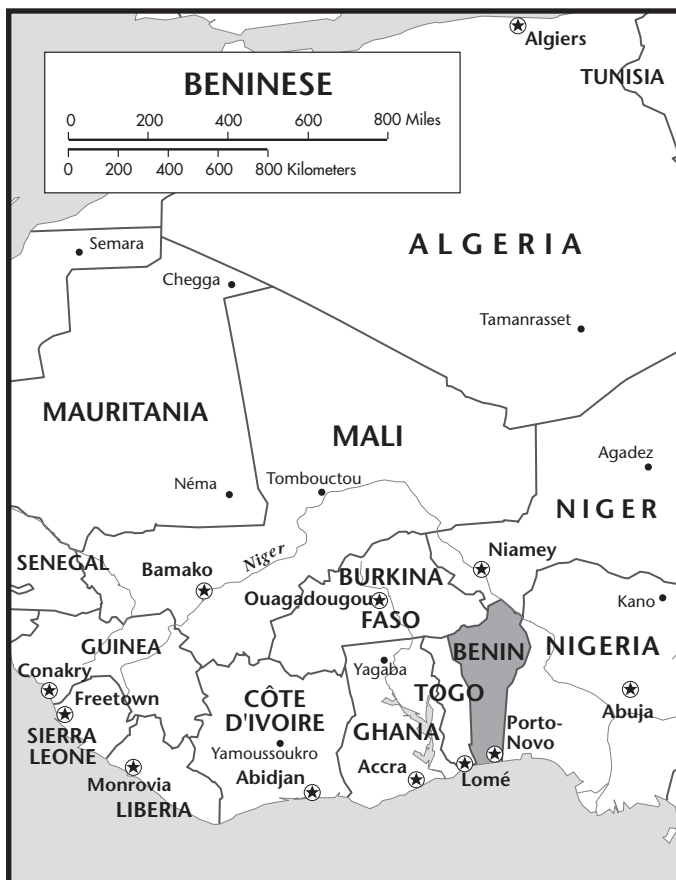 Algiers
TUNISIA
BENINESE
0 200 400 600 800 Miles
0 200 400 600 800 Kilometers
Semara
ALGERIA
Chegga
Tamanrasset
MAURITANIA
MALI
Agadez
Néma
Tombouctou
NIGER
Niger
SENEGAL
Bamako
Niamey
BURKINA
FASO
Ouagadougou
Kano
GUINEA
BENIN
NIGERIA
Yagaba
Conakry
TOGO
Freetown
CÔTE
D'IVOIRE
Abuja
SIERRA
LEONE
GHANA
Porto-
Novo
Yamoussoukro
Monrovia
Abidjan
Accra
Lomé
LIBERIA